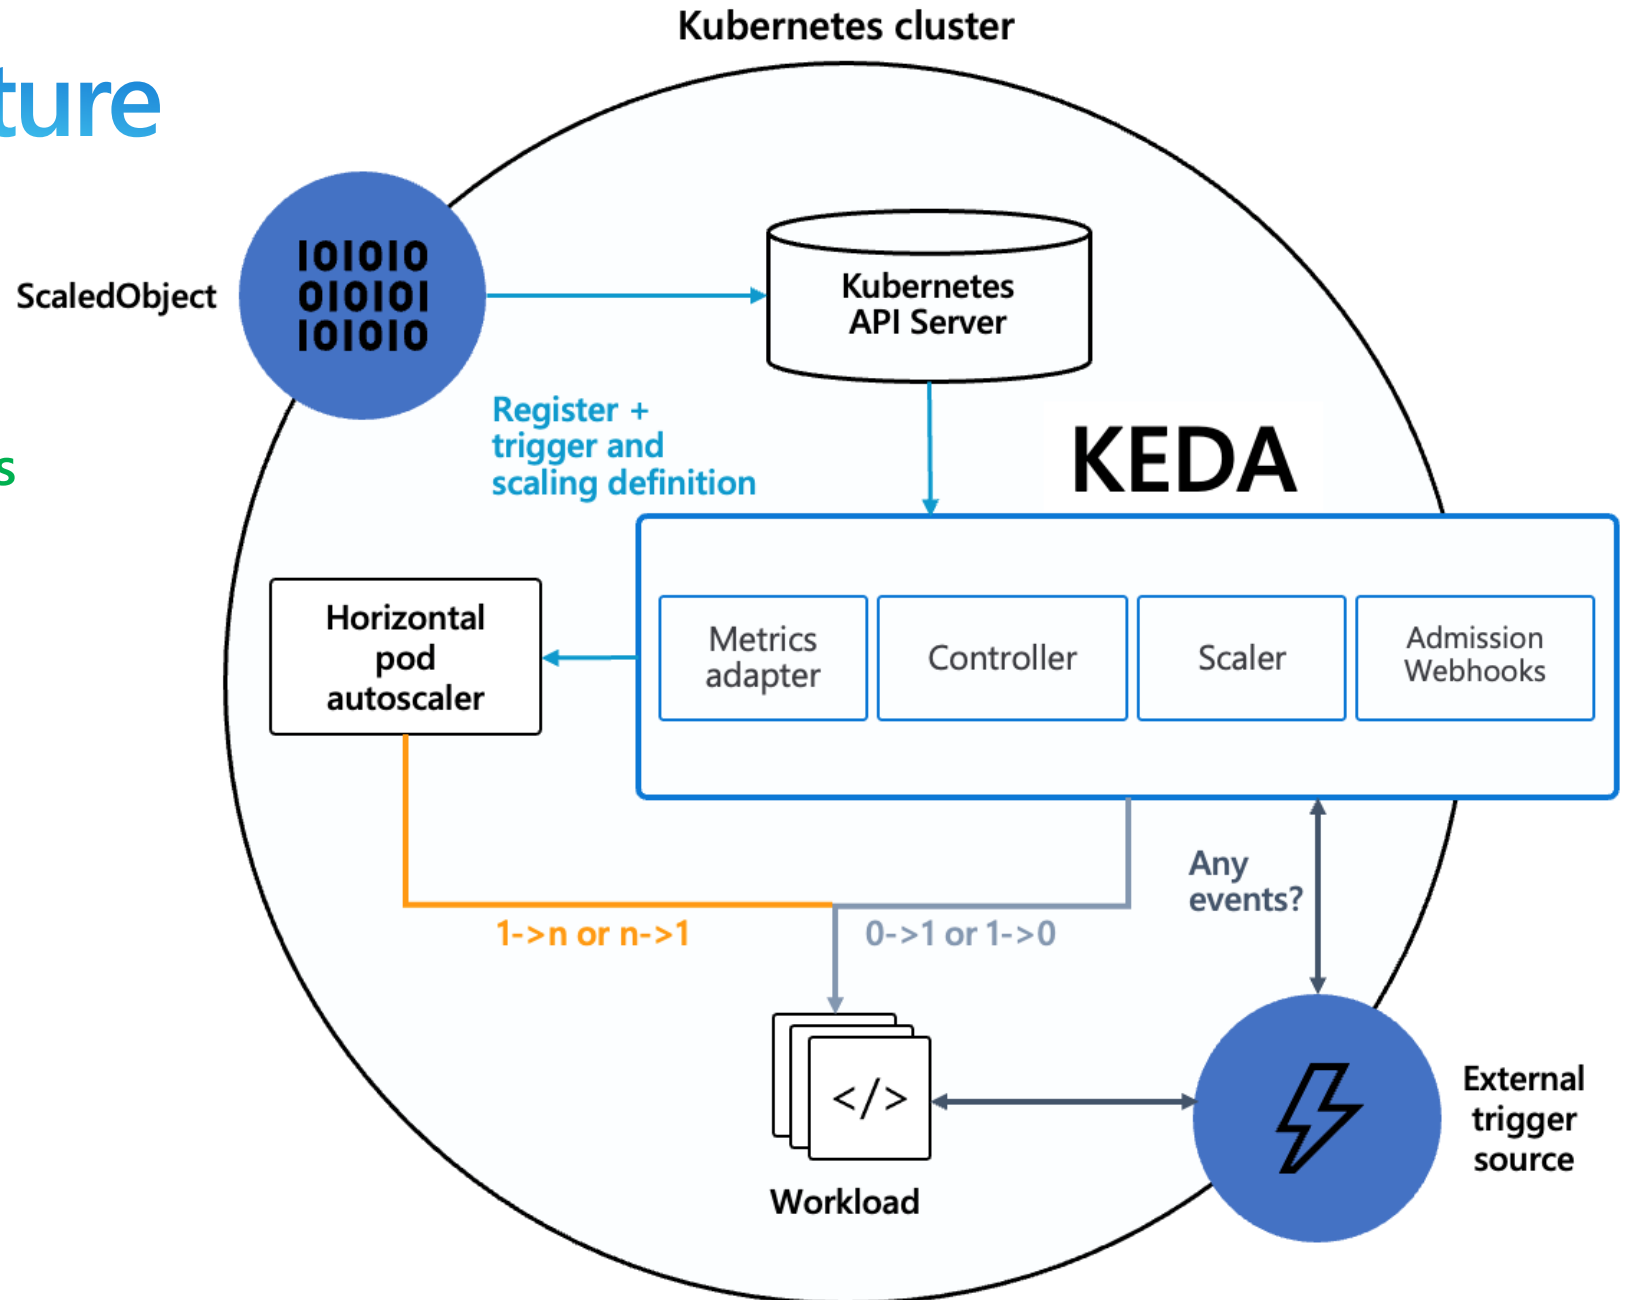 Kubernetes cluster
ture
ScaledObject
IOIOIO
OIOIOI
IOIOIO
Kubernetes
API Server
Register +
trigger and
scaling definition
KEDA
s
Horizontal
pod
autoscaler
Metrics
adapter
Controller
Scaler
Admission
Webhooks
Any
events?
1->n or n->1
0->1 or 1->0
</>
Workload
External
trigger
source